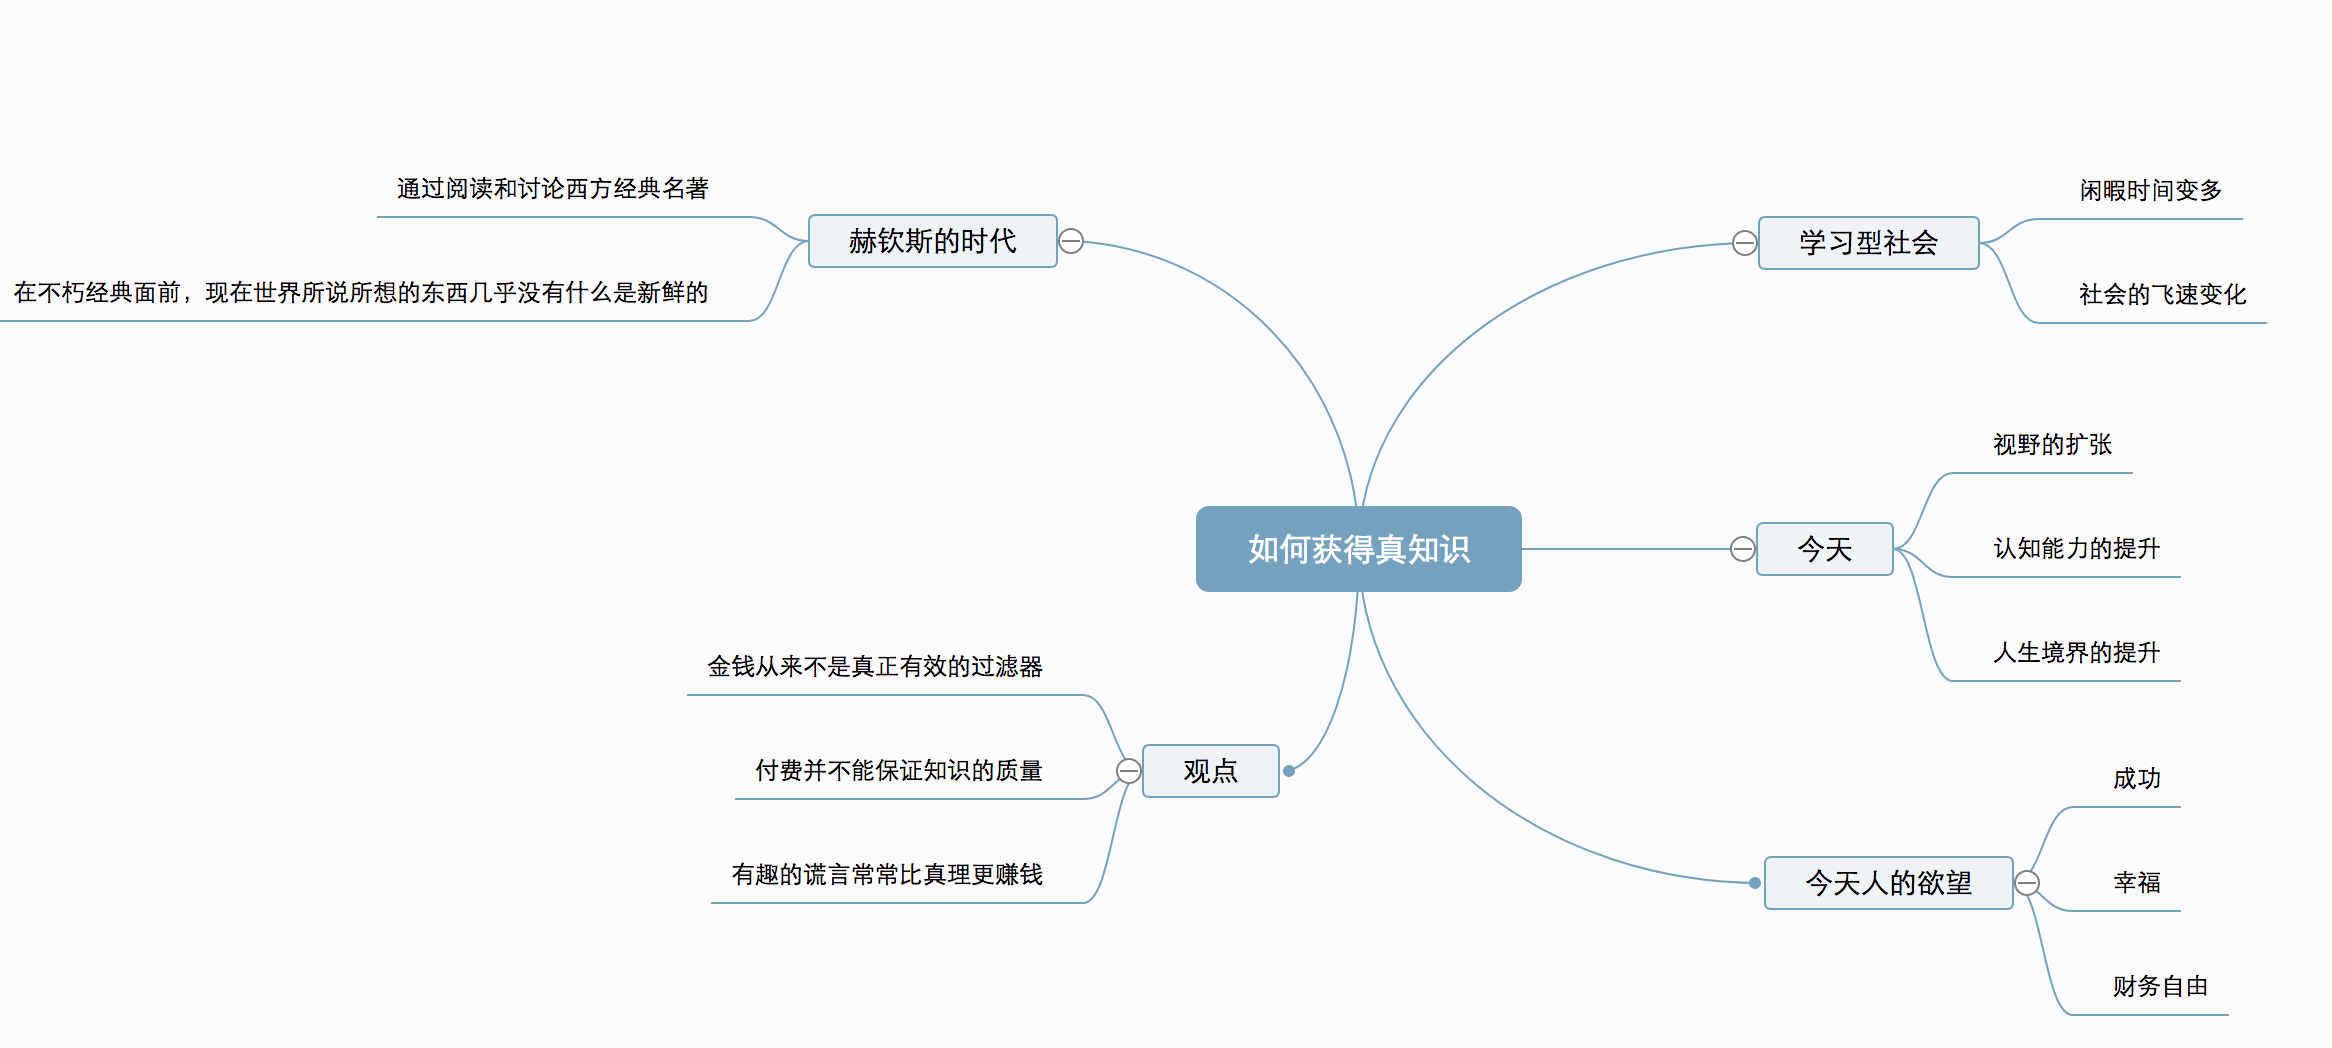 如何获得真知识
学习型社会
闲暇时间变多
社会的飞速变化
今天
视野的扩张
认知能力的提升
人生境界的提升
今天人的欲望
成功
幸福
财务自由
赫钦斯的时代
通过阅读和讨论西方经典名著
在不朽经典面前，现在世界所说所想的东西几乎没有什么是新鲜的
观点
金钱从来不是真正有效的过滤器
付费并不能保证知识的质量
有趣的谎言常常比真理更赚钱